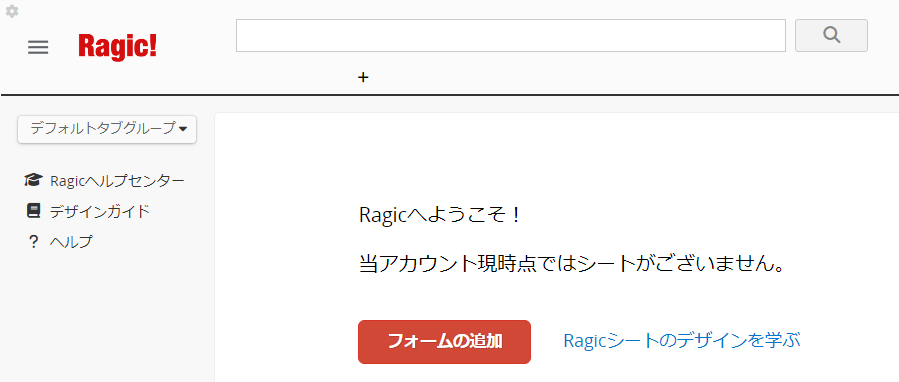 Ragic!
+
デフォルトタブグループ
Ragicヘルプセンター
デザインガイド
? ヘルプ
Ragicへようこそ！
当アカウント現時点ではシートがございません。
フォームの追加
Ragicシートのデザインを学ぶ